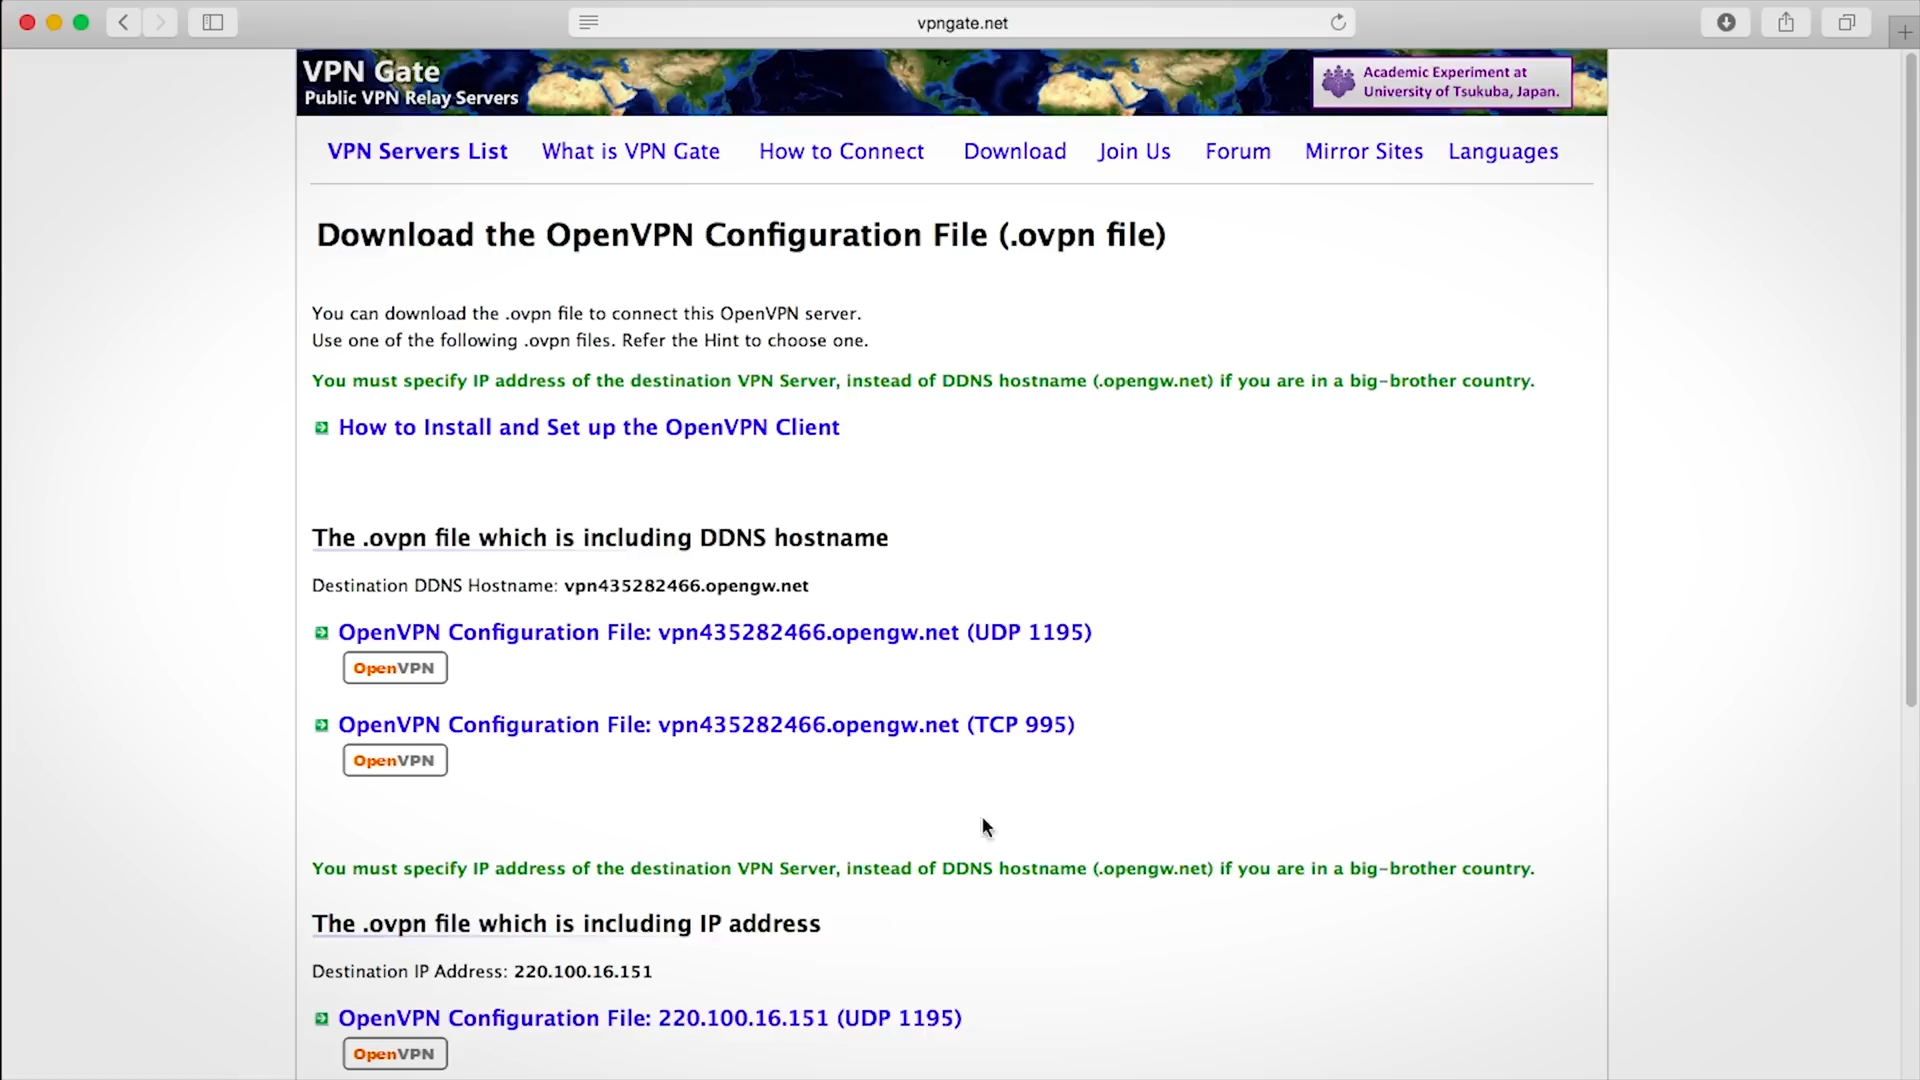 vpngate.net
VPN Gate
Public VPN Relay Servers
Academic Experiment at
University of Tsukuba, Japan.
VPN Servers List What is VPN Gate How to Connect Download Join Us Forum Mirror Sites Languages
Download the OpenVPN Configuration File (.ovpn file)
You can download the .ovpn file to connect this OpenVPN server.
Use one of the following .ovpn files. Refer the Hint to choose one.
You must specify IP address of the destination VPN Server, instead of DDNS hostname (.opengw.net) if you are in a big-brother country.
How to Install and Set up the OpenVPN Client
The .ovpn file which is including DDNS hostname
Destination DDNS Hostname: vpn435282466.opengw.net
OpenVPN Configuration File: vpn435282466.opengw.net (UDP 1195)
OpenVPN
OpenVPN Configuration File: vpn435282466.opengw.net (TCP 995)
OpenVPN
You must specify IP address of the destination VPN Server, instead of DDNS hostname (.opengw.net) if you are in a big-brother country.
The .ovpn file which is including IP address
Destination IP Address: 220.100.16.151
OpenVPN Configuration File: 220.100.16.151 (UDP 1195)
OpenVPN